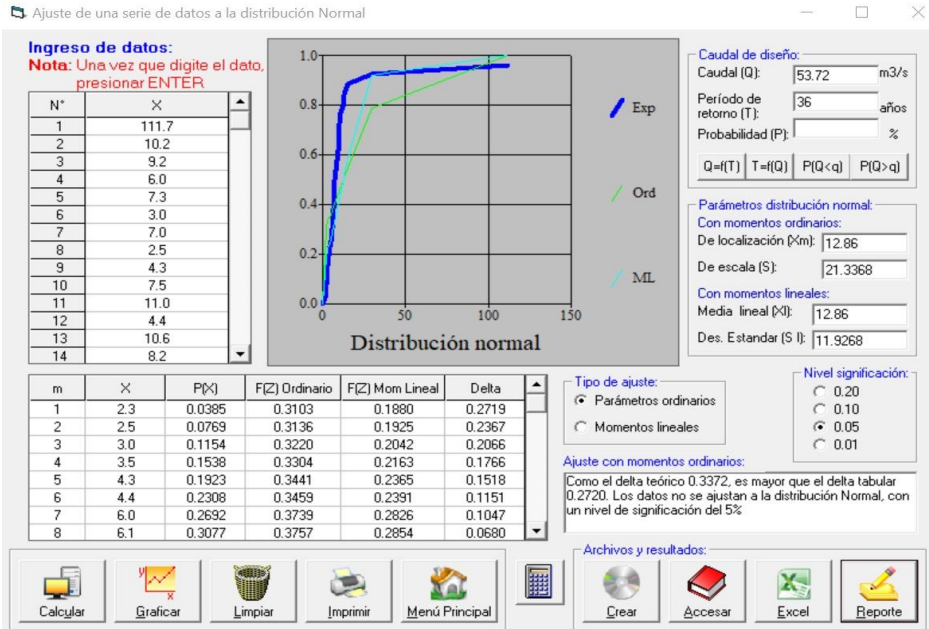 Ajuste de una serie de datos a la distribución Normal
Ingreso de datos:
Nota: Una vez que digite el dato,
presionar ENTER
N° X
1 111.7
2 10.2
3 9.2
4 6.0
5 7.3
6 3.0
7 7.0
8 2.5
9 4.3
10 7.5
11 11.0
12 4.4
13 10.6
14 8.2
1.0
0.8
0.6
0.4
0.2
0.0
0 50 100 150
Distribución normal
Exp
Ord
ML
Caudal de diseño:
Caudal (Q): 53.72 m3/s
Período de
retorno (T): 36 años
Probabilidad (P): %
Q=f(T) T=f(Q) P(Q<q) P(Q>q)
Parámetros distribución normal:
Con momentos ordinarios:
De localización (Xm): 12.86
De escala (S): 21.3368
Con momentos lineales:
Media lineal (Xl): 12.86
Des. Estandar (S l): 11.9268
m X P(X) F(Z) Ordinario F(Z) Mom Lineal Delta
1 2.3 0.0385 0.3103 0.1880 0.2719
2 2.5 0.0769 0.3136 0.1925 0.2367
3 3.0 0.1154 0.3220 0.2042 0.2066
4 3.5 0.1538 0.3304 0.2163 0.1766
5 4.3 0.1923 0.3441 0.2365 0.1518
6 4.4 0.2308 0.3459 0.2391 0.1151
7 6.0 0.2692 0.3739 0.2826 0.1047
8 6.1 0.3077 0.3757 0.2854 0.0680
Tipo de ajuste:
Parámetros ordinarios
Momentos lineales
Nivel significación:
0.20
0.10
0.05
0.01
Ajuste con momentos ordinarios:
Como el delta teórico 0.3372, es mayor que el delta tabular
0.2720. Los datos no se ajustan a la distribución Normal, con
un nivel de significación del 5%
Calcular Graficar Limpiar Imprimir Menú Principal
Archivos y resultados:
Crear Accesar Excel Reporte